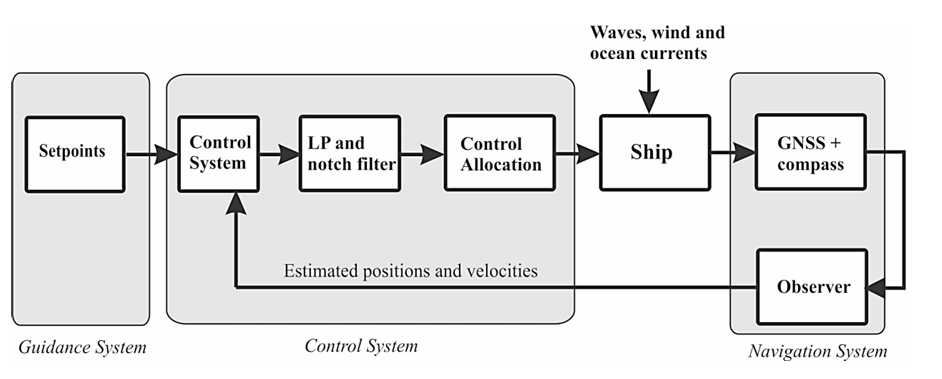 Waves, wind and
ocean currents
Setpoints
Control
System
LP and
notch filter
Control
Allocation
Ship
GNSS +
compass
Estimated positions and velocities
Observer
Guidance System
Control System
Navigation System